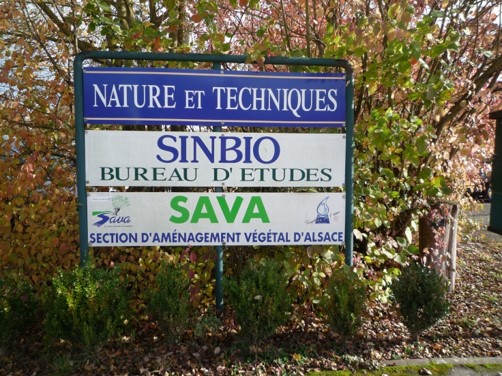 NATURE ET TECHNIQUES
SINBIO
BUREAU D'ETUDES
Sava
SAVA
SECTION D'AMÉNAGEMENT VÉGÉTAL D'ALSACE